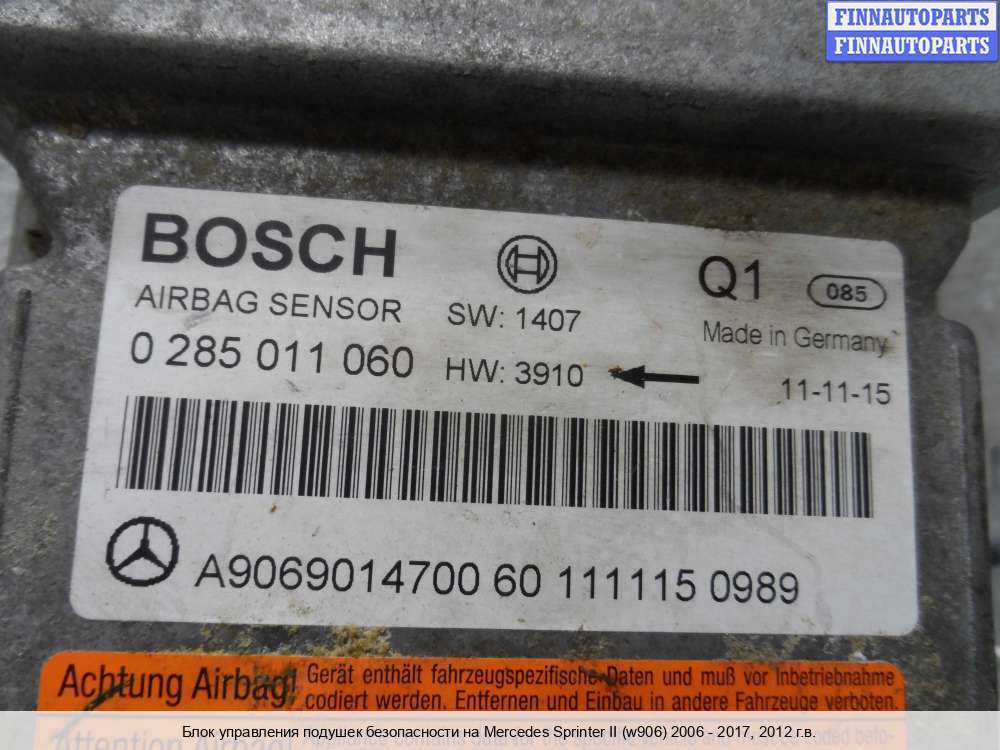 FINNAUTOPARTS
FINNAUTOPARTS
BOSCH
AIRBAG SENSOR
0 285 011 060
SW: 1407
HW: 3910
Q1
085
Made in Germany
11-11-15
A9069014700 60 111115 0989
Achtung Airbag!
Gerät enthält fahrzeugspezifische Daten und muß vor Inbetriebnahme
codiert werden. Entfernen und Einbau in andere Fahrzeuge verboten.
Attention Airbag
Блок управления подушек безопасности на Mercedes Sprinter II (w906) 2006 - 2017, 2012 г.в.